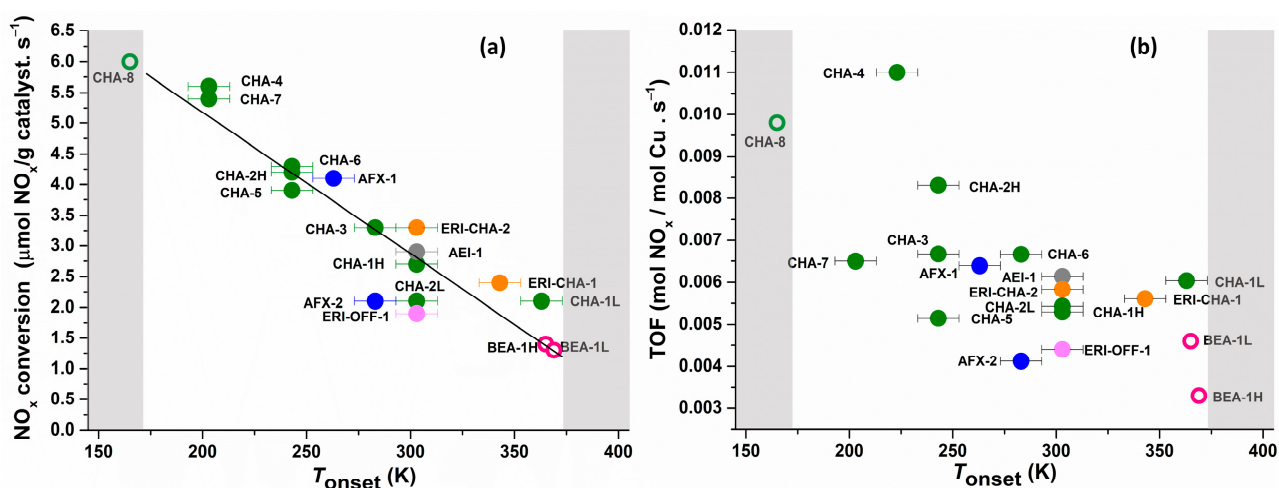 (a)
NOx conversion (μmol NOx/g catalyst. s⁻¹)
6.5
6.0
5.5
5.0
4.5
4.0
3.5
3.0
2.5
2.0
1.5
1.0
0.5
0.0
CHA-8
CHA-4
CHA-7
CHA-6
CHA-2H
AFX-1
CHA-5
CHA-3
ERI-CHA-2
AEI-1
CHA-1H
ERI-CHA-1
CHA-2L
AFX-2
CHA-1L
ERI-OFF-1
BEA-1H
BEA-1L
150 200 250 300 350 400
Tonset (K)
(b)
TOF (mol NOx / mol Cu . s⁻¹)
0.012
0.011
0.010
0.009
0.008
0.007
0.006
0.005
0.004
0.003
CHA-4
CHA-8
CHA-2H
CHA-3
CHA-6
CHA-7
AFX-1
AEI-1
CHA-1L
ERI-CHA-2
ERI-CHA-1
CHA-2L
CHA-1H
CHA-5
ERI-OFF-1
AFX-2
BEA-1L
BEA-1H
150 200 250 300 350 400
Tonset (K)